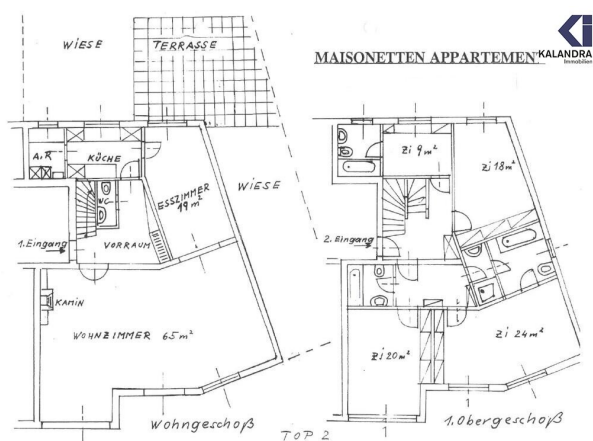 WIESE
TERRASSE
MAISONETTEN APPARTEMEN
KALANDRA
Immobilien
A.R
KÜCHE
ESSZIMMER
19 m²
WIESE
WC
1. Eingang
VORRAUM
KAMIN
WOHNZIMMER 65 m²
Wohngeschoß
TOP 2
Zi 9 m²
Zi 18 m²
2. Eingang
Zi 20 m²
Zi 24 m²
1. Obergeschoß